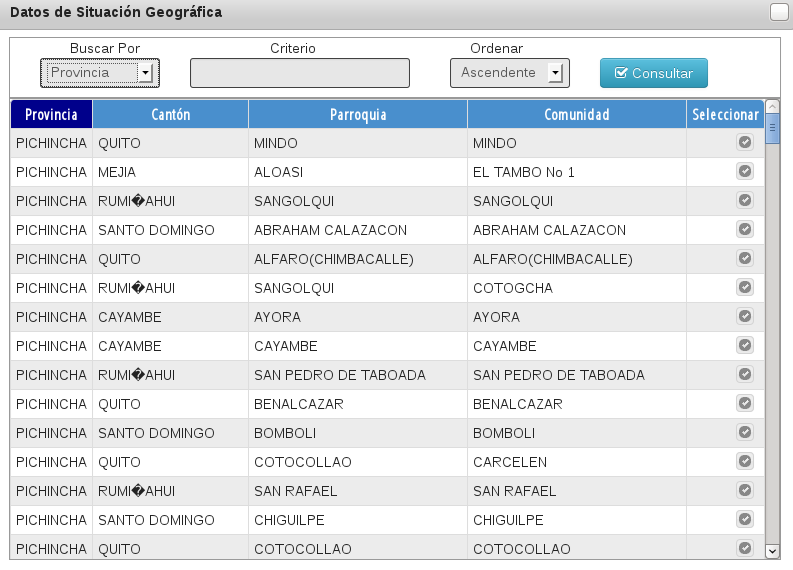 Datos de Situación Geográfica
Buscar Por Criterio Ordenar
Provincia Ascendente Consultar
Provincia Cantón Parroquia Comunidad Seleccionar
PICHINCHA QUITO MINDO MINDO
PICHINCHA MEJIA ALOASI EL TAMBO No 1
PICHINCHA RUMI�AHUI SANGOLQUI SANGOLQUI
PICHINCHA SANTO DOMINGO ABRAHAM CALAZACON ABRAHAM CALAZACON
PICHINCHA QUITO ALFARO(CHIMBACALLE) ALFARO(CHIMBACALLE)
PICHINCHA RUMI�AHUI SANGOLQUI COTOGCHA
PICHINCHA CAYAMBE AYORA AYORA
PICHINCHA CAYAMBE CAYAMBE CAYAMBE
PICHINCHA RUMI�AHUI SAN PEDRO DE TABOADA SAN PEDRO DE TABOADA
PICHINCHA QUITO BENALCAZAR BENALCAZAR
PICHINCHA SANTO DOMINGO BOMBOLI BOMBOLI
PICHINCHA QUITO COTOCOLLAO CARCELEN
PICHINCHA RUMI�AHUI SAN RAFAEL SAN RAFAEL
PICHINCHA SANTO DOMINGO CHIGUILPE CHIGUILPE
PICHINCHA QUITO COTOCOLLAO COTOCOLLAO